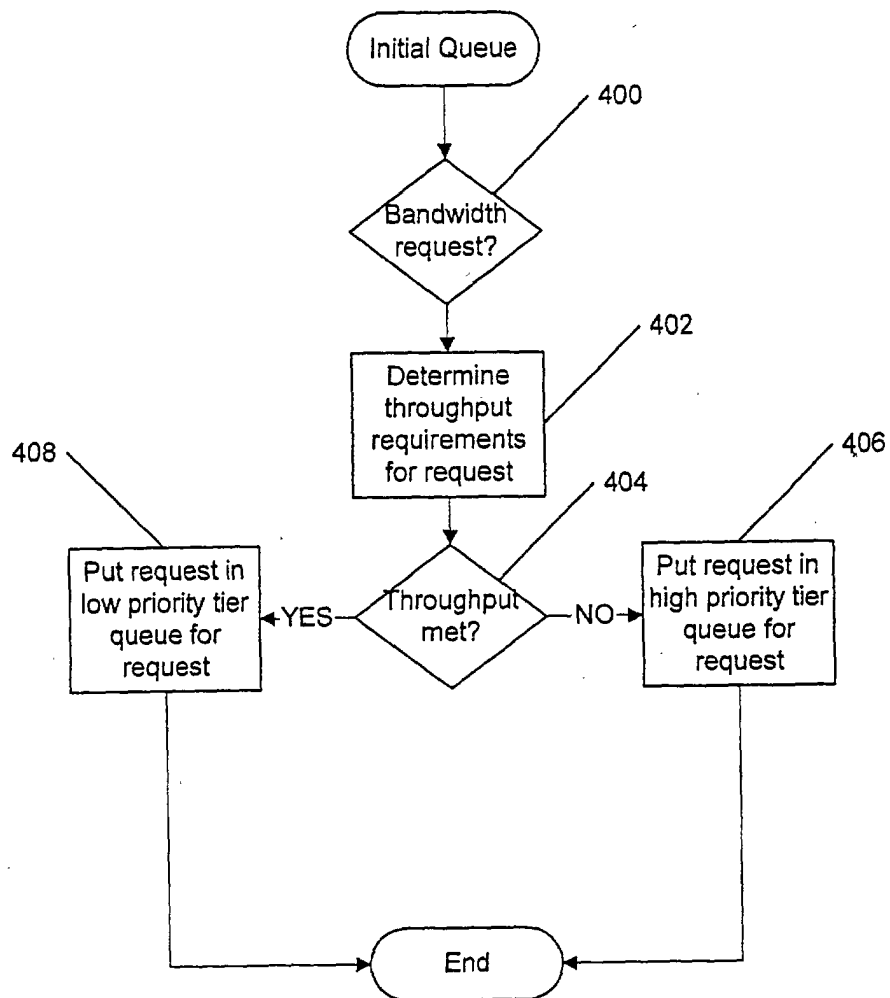 Initial Queue
400
Bandwidth
request?
402
Determine
throughput
requirements
for request
408
406
404
Put request in
low priority tier
queue for
request
YES
Throughput
met?
NO
Put request in
high priority tier
queue for
request
End